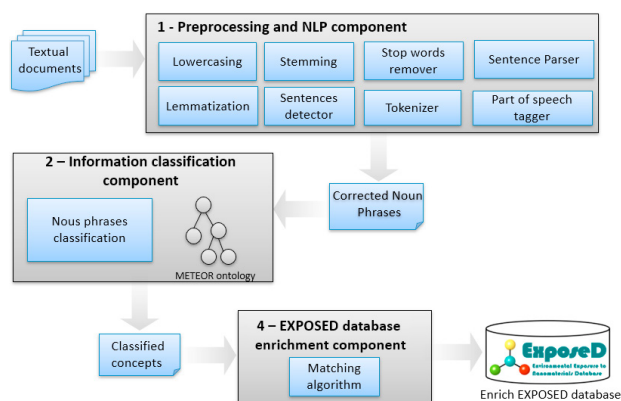 1 - Preprocessing and NLP component
Textual
documents
Lowercasing
Stemming
Stop words
remover
Sentence Parser
Lemmatization
Sentences
detector
Tokenizer
Part of speech
tagger
2 – Information classification
component
Nous phrases
classification
METEOR ontology
Corrected Noun
Phrases
Classified
concepts
4 – EXPOSED database
enrichment component
Matching
algorithm
ExposeD
Environmental Exposure to
Nanomaterials Database
Enrich EXPOSED database